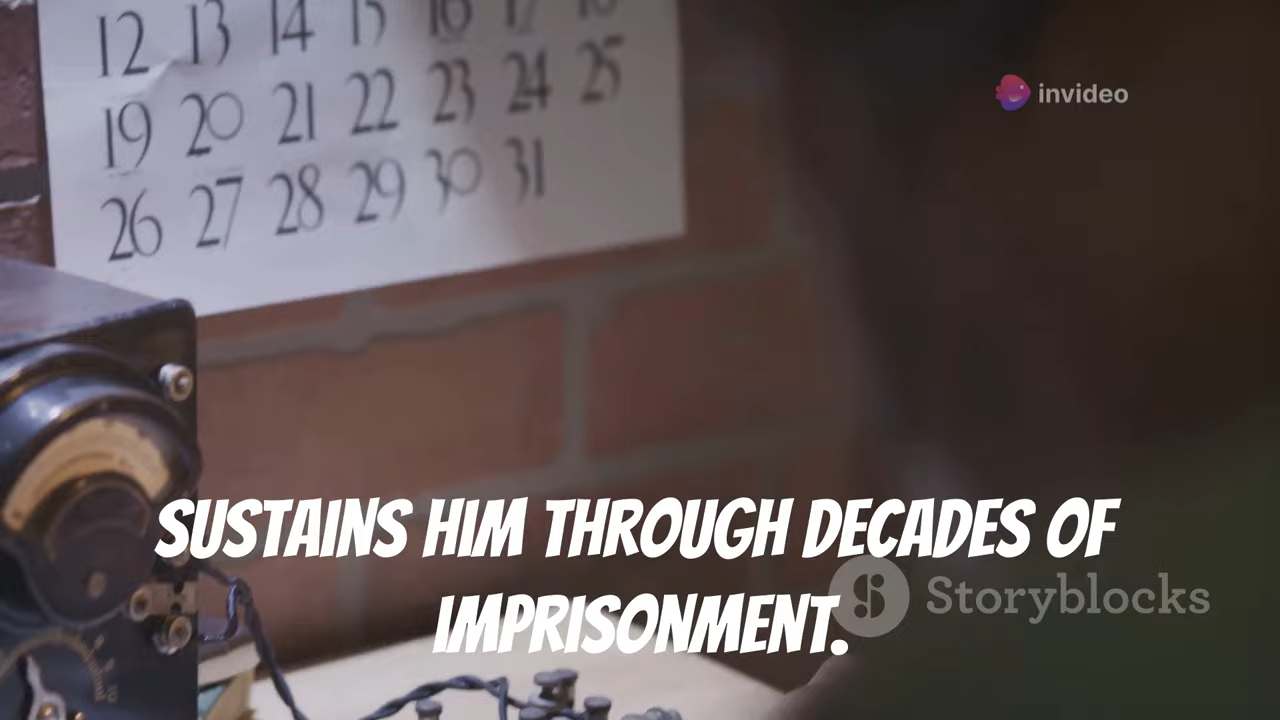 12 13 14 15 16 17 18
invideo
19 20 21 22 23 24 25
26 27 28 29 30 31
SUSTAINS HIM THROUGH DECADES OF
IMPRISONMENT.
Storyblocks